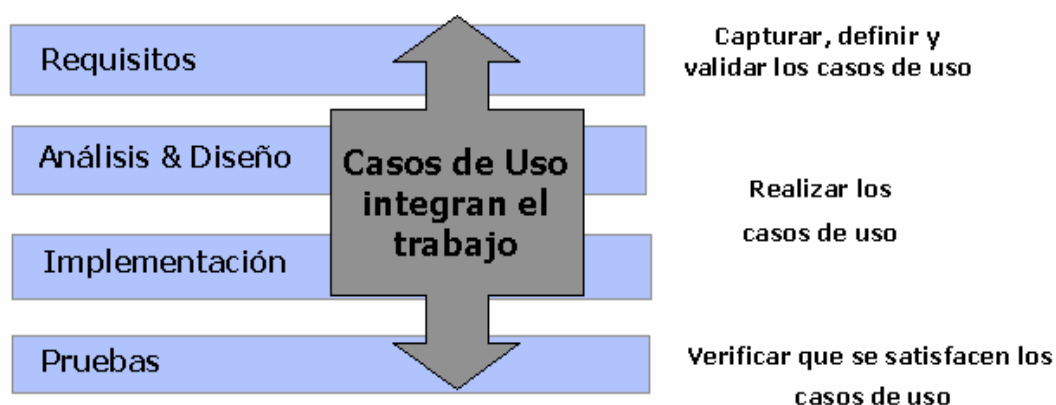 Requisitos
Capturar, definir y
validar los casos de uso
Análisis & Diseño
Casos de Uso
integran el
trabajo
Realizar los
casos de uso
Implementación
Pruebas
Verificar que se satisfacen los
casos de uso